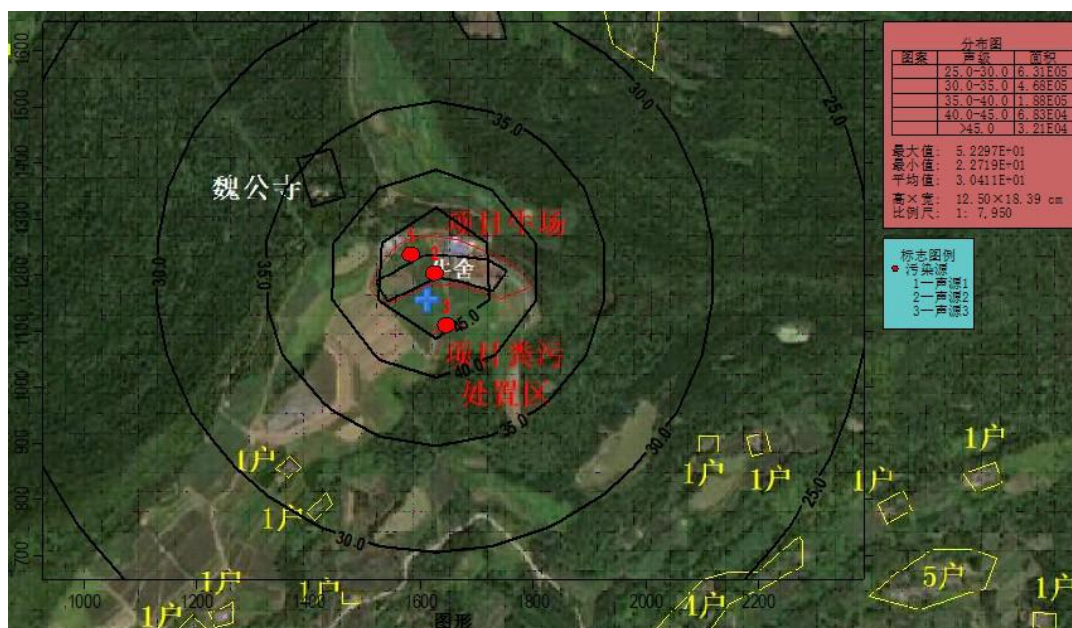 分布图
图案 声级 面积
25.0-30.0 6.31E05
30.0-35.0 4.68E05
35.0-40.0 1.88E05
40.0-45.0 6.83E04
>45.0 3.21E04
最大值: 5.2297E+01
最小值: 2.2719E+01
平均值: 3.0411E+01
高×宽: 12.50×18.39 cm
比例尺: 1: 7,950
标志图例
污染源
1—声源1
2—声源2
3—声源3
1600
1500
1400
1300
1200
1100
1000
900
800
700
30.0
25.0
35.0
魏公寺
项目牛场
牛舍
30.0
35.0
3
45.0
项目粪污
处置区
40.0
35.0
30.0
25.0
30.0
1户
1户
1户
1户
1户
1户
5户
1户
1户
1户
4户
1户
1000 1200 1400 1600 1800 2000 2200
图形